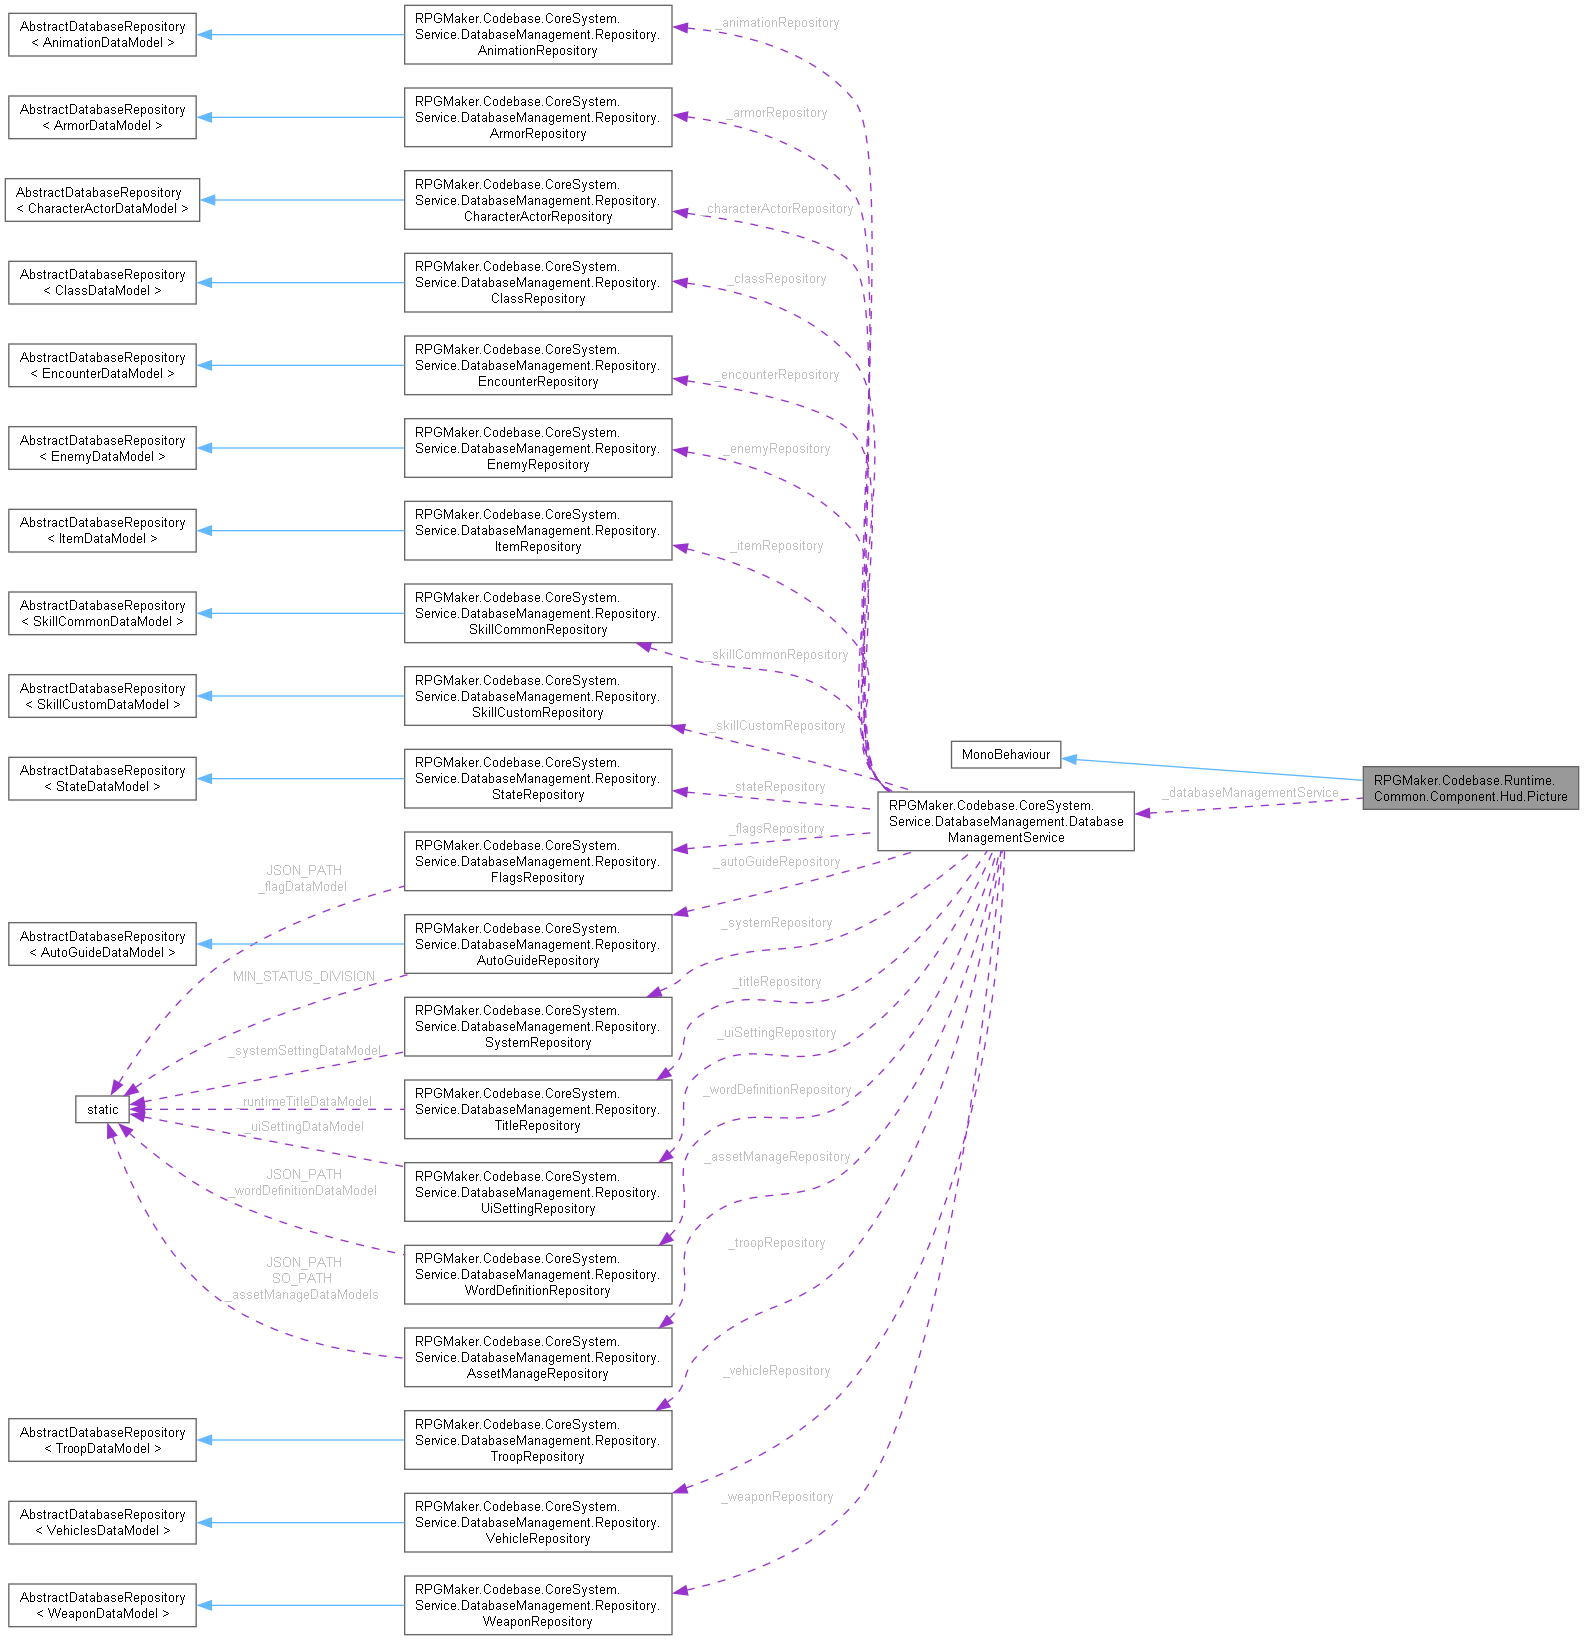 AbstractDatabaseRepository
< AnimationDataModel >
RPGMaker.Codebase.CoreSystem.
Service.DatabaseManagement.Repository.
AnimationRepository
_animationRepository
AbstractDatabaseRepository
< ArmorDataModel >
RPGMaker.Codebase.CoreSystem.
Service.DatabaseManagement.Repository.
ArmorRepository
_armorRepository
AbstractDatabaseRepository
< CharacterActorDataModel >
RPGMaker.Codebase.CoreSystem.
Service.DatabaseManagement.Repository.
CharacterActorRepository
_characterActorRepository
AbstractDatabaseRepository
< ClassDataModel >
RPGMaker.Codebase.CoreSystem.
Service.DatabaseManagement.Repository.
ClassRepository
_classRepository
AbstractDatabaseRepository
< EncounterDataModel >
RPGMaker.Codebase.CoreSystem.
Service.DatabaseManagement.Repository.
EncounterRepository
_encounterRepository
AbstractDatabaseRepository
< EnemyDataModel >
RPGMaker.Codebase.CoreSystem.
Service.DatabaseManagement.Repository.
EnemyRepository
_enemyRepository
AbstractDatabaseRepository
< ItemDataModel >
RPGMaker.Codebase.CoreSystem.
Service.DatabaseManagement.Repository.
ItemRepository
_itemRepository
AbstractDatabaseRepository
< SkillCommonDataModel >
RPGMaker.Codebase.CoreSystem.
Service.DatabaseManagement.Repository.
SkillCommonRepository
_skillCommonRepository
AbstractDatabaseRepository
< SkillCustomDataModel >
RPGMaker.Codebase.CoreSystem.
Service.DatabaseManagement.Repository.
SkillCustomRepository
_skillCustomRepository
AbstractDatabaseRepository
< StateDataModel >
RPGMaker.Codebase.CoreSystem.
Service.DatabaseManagement.Repository.
StateRepository
_stateRepository
MonoBehaviour
RPGMaker.Codebase.Runtime.
Common.Component.Hud.Picture
_databaseManagementService
RPGMaker.Codebase.CoreSystem.
Service.DatabaseManagement.Database
ManagementService
RPGMaker.Codebase.CoreSystem.
Service.DatabaseManagement.Repository.
FlagsRepository
_flagsRepository
JSON_PATH
_flagDataModel
AbstractDatabaseRepository
< AutoGuideDataModel >
RPGMaker.Codebase.CoreSystem.
Service.DatabaseManagement.Repository.
AutoGuideRepository
_autoGuideRepository
MIN_STATUS_DIVISION
RPGMaker.Codebase.CoreSystem.
Service.DatabaseManagement.Repository.
SystemRepository
_systemRepository
_systemSettingDataModel
static
RPGMaker.Codebase.CoreSystem.
Service.DatabaseManagement.Repository.
TitleRepository
_titleRepository
_runtimeTitleDataModel
_uiSettingDataModel
RPGMaker.Codebase.CoreSystem.
Service.DatabaseManagement.Repository.
UiSettingRepository
_uiSettingRepository
JSON_PATH
_wordDefinitionDataModel
RPGMaker.Codebase.CoreSystem.
Service.DatabaseManagement.Repository.
WordDefinitionRepository
_wordDefinitionRepository
JSON_PATH
SO_PATH
_assetManageDataModels
RPGMaker.Codebase.CoreSystem.
Service.DatabaseManagement.Repository.
AssetManageRepository
_assetManageRepository
AbstractDatabaseRepository
< TroopDataModel >
RPGMaker.Codebase.CoreSystem.
Service.DatabaseManagement.Repository.
TroopRepository
_troopRepository
AbstractDatabaseRepository
< VehiclesDataModel >
RPGMaker.Codebase.CoreSystem.
Service.DatabaseManagement.Repository.
VehicleRepository
_vehicleRepository
AbstractDatabaseRepository
< WeaponDataModel >
RPGMaker.Codebase.CoreSystem.
Service.DatabaseManagement.Repository.
WeaponRepository
_weaponRepository